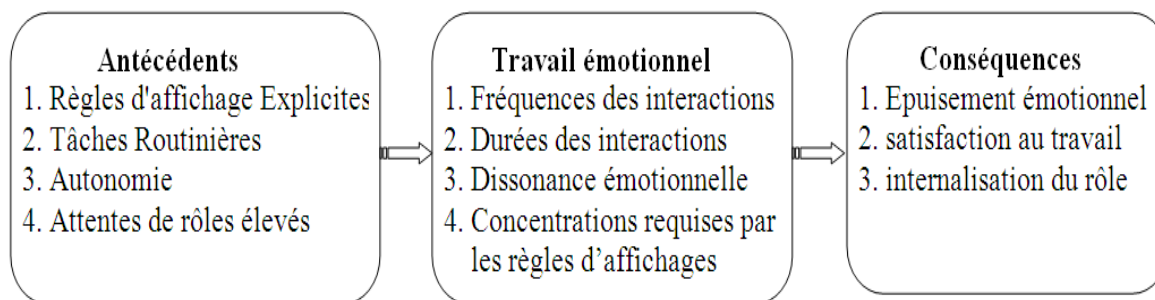 Antécédents
1. Règles d'affichage Explicites
2. Tâches Routinières
3. Autonomie
4. Attentes de rôles élevés
Travail émotionnel
1. Fréquences des interactions
2. Durées des interactions
3. Dissonance émotionnelle
4. Concentrations requises par
les règles d’affichages
Conséquences
1. Epuisement émotionnel
2. satisfaction au travail
3. internalisation du rôle